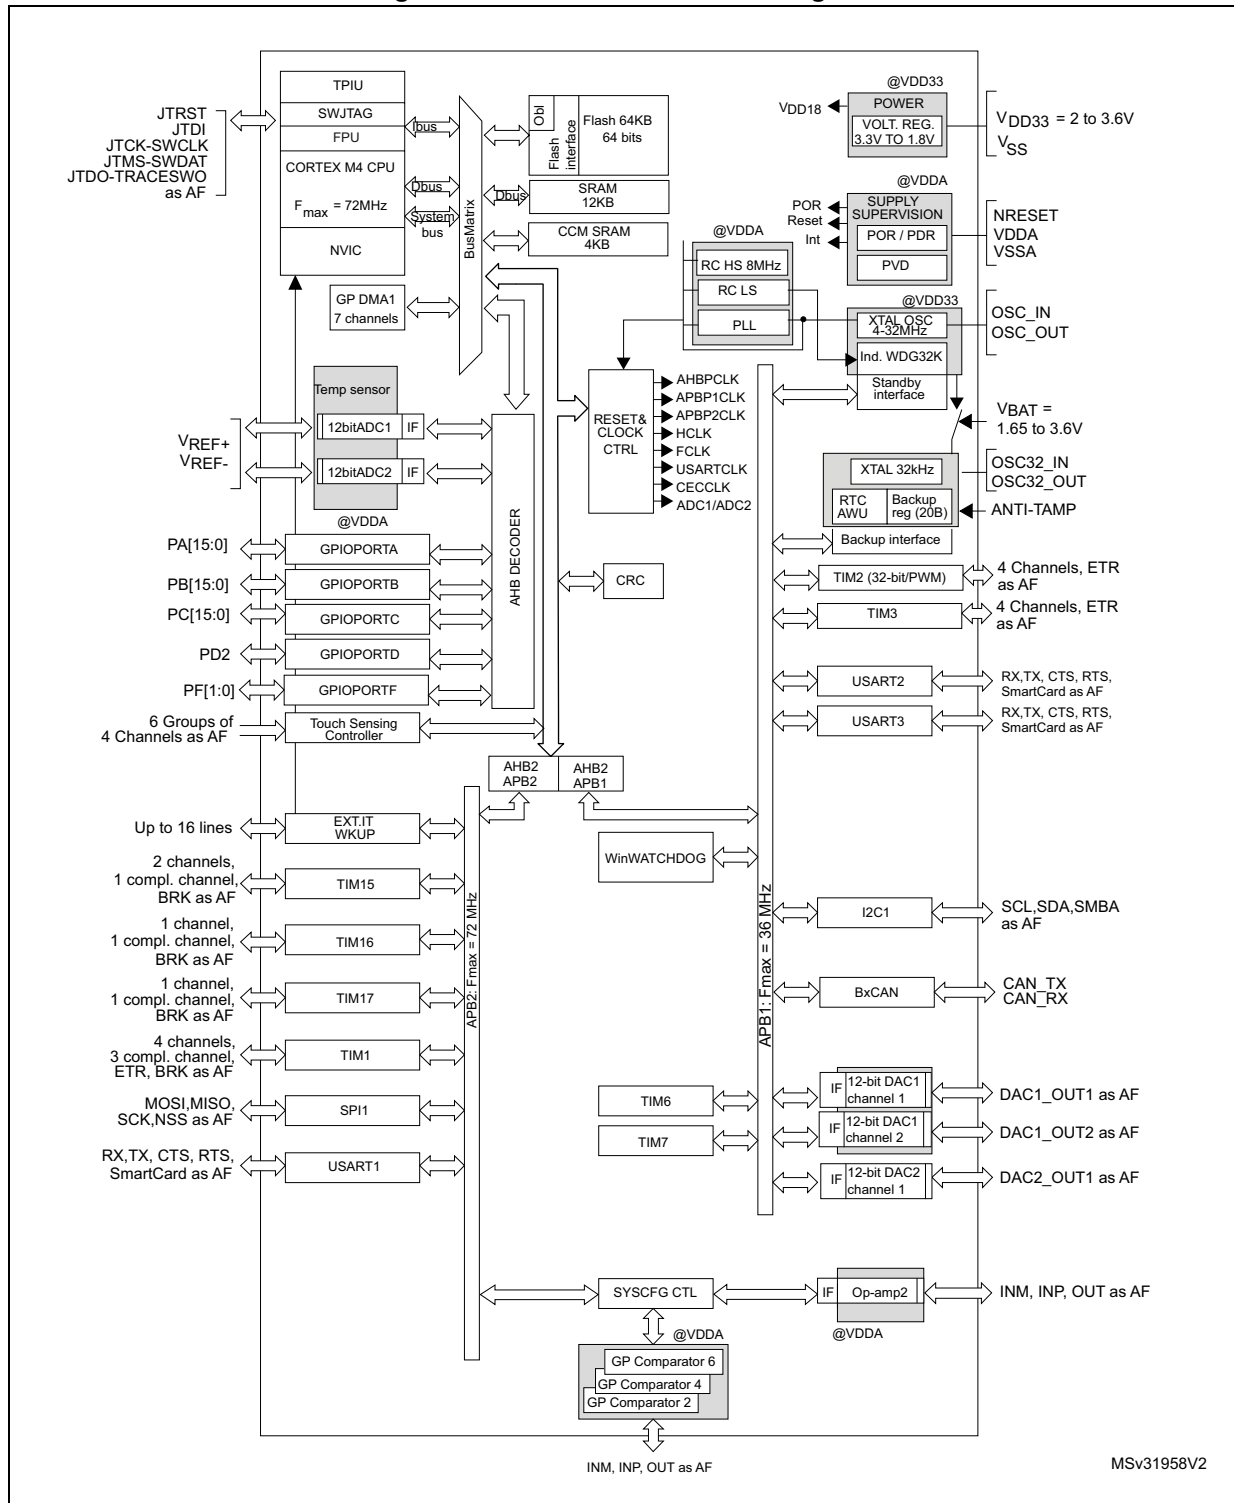 TPIU
SWJTAG
FPU
CORTEX M4 CPU
Fmax = 72MHz
NVIC
JTRST
JTDI
JTCK-SWCLK
JTMS-SWDAT
JTDO-TRACESWO
as AF
Ibus
Dbus
System
bus
BusMatrix
Obl
Flash
interface
Flash 64KB
64 bits
Dbus
SRAM
12KB
CCM SRAM
4KB
GP DMA1
7 channels
@VDD33
VDD18
POWER
VOLT. REG.
3.3V TO 1.8V
VDD33 = 2 to 3.6V
VSS
@VDDA
POR
Reset
Int
SUPPLY
SUPERVISION
POR / PDR
PVD
NRESET
VDDA
VSSA
@VDDA
RC HS 8MHz
RC LS
PLL
@VDD33
XTAL OSC
4-32MHz
Ind. WDG32K
Standby
interface
OSC_IN
OSC_OUT
VBAT =
1.65 to 3.6V
XTAL 32kHz
RTC
AWU
Backup
reg (20B)
Backup interface
OSC32_IN
OSC32_OUT
ANTI-TAMP
RESET&
CLOCK
CTRL
AHBPCLK
APBP1CLK
APBP2CLK
HCLK
FCLK
USARTCLK
CECCLK
ADC1/ADC2
Temp sensor
VREF+
VREF-
12bitADC1 IF
12bitADC2 IF
@VDDA
AHB DECODER
PA[15:0]
GPIOPORTA
PB[15:0]
GPIOPORTB
PC[15:0]
GPIOPORTC
PD2
GPIOPORTD
PF[1:0]
GPIOPORTF
6 Groups of
4 Channels as AF
Touch Sensing
Controller
CRC
AHB2
APB2
AHB2
APB1
TIM2 (32-bit/PWM)
4 Channels, ETR
as AF
TIM3
4 Channels, ETR
as AF
USART2
RX,TX, CTS, RTS,
SmartCard as AF
USART3
RX,TX, CTS, RTS,
SmartCard as AF
Up to 16 lines
EXT.IT
WKUP
2 channels,
1 compl. channel,
BRK as AF
TIM15
1 channel,
1 compl. channel,
BRK as AF
TIM16
1 channel,
1 compl. channel,
BRK as AF
TIM17
4 channels,
3 compl. channel,
ETR, BRK as AF
TIM1
MOSI,MISO,
SCK,NSS as AF
SPI1
RX,TX, CTS, RTS,
SmartCard as AF
USART1
APB2: Fmax = 72 MHz
WinWATCHDOG
APB1: Fmax = 36 MHz
I2C1
SCL,SDA,SMBA
as AF
BxCAN
CAN_TX
CAN_RX
TIM6
TIM7
IF
12-bit DAC1
channel 1
DAC1_OUT1 as AF
IF
12-bit DAC1
channel 2
DAC1_OUT2 as AF
IF
12-bit DAC2
channel 1
DAC2_OUT1 as AF
SYSCFG CTL
IF
Op-amp2
INM, INP, OUT as AF
@VDDA
@VDDA
GP Comparator 6
GP Comparator 4
GP Comparator 2
INM, INP, OUT as AF
MSv31958V2